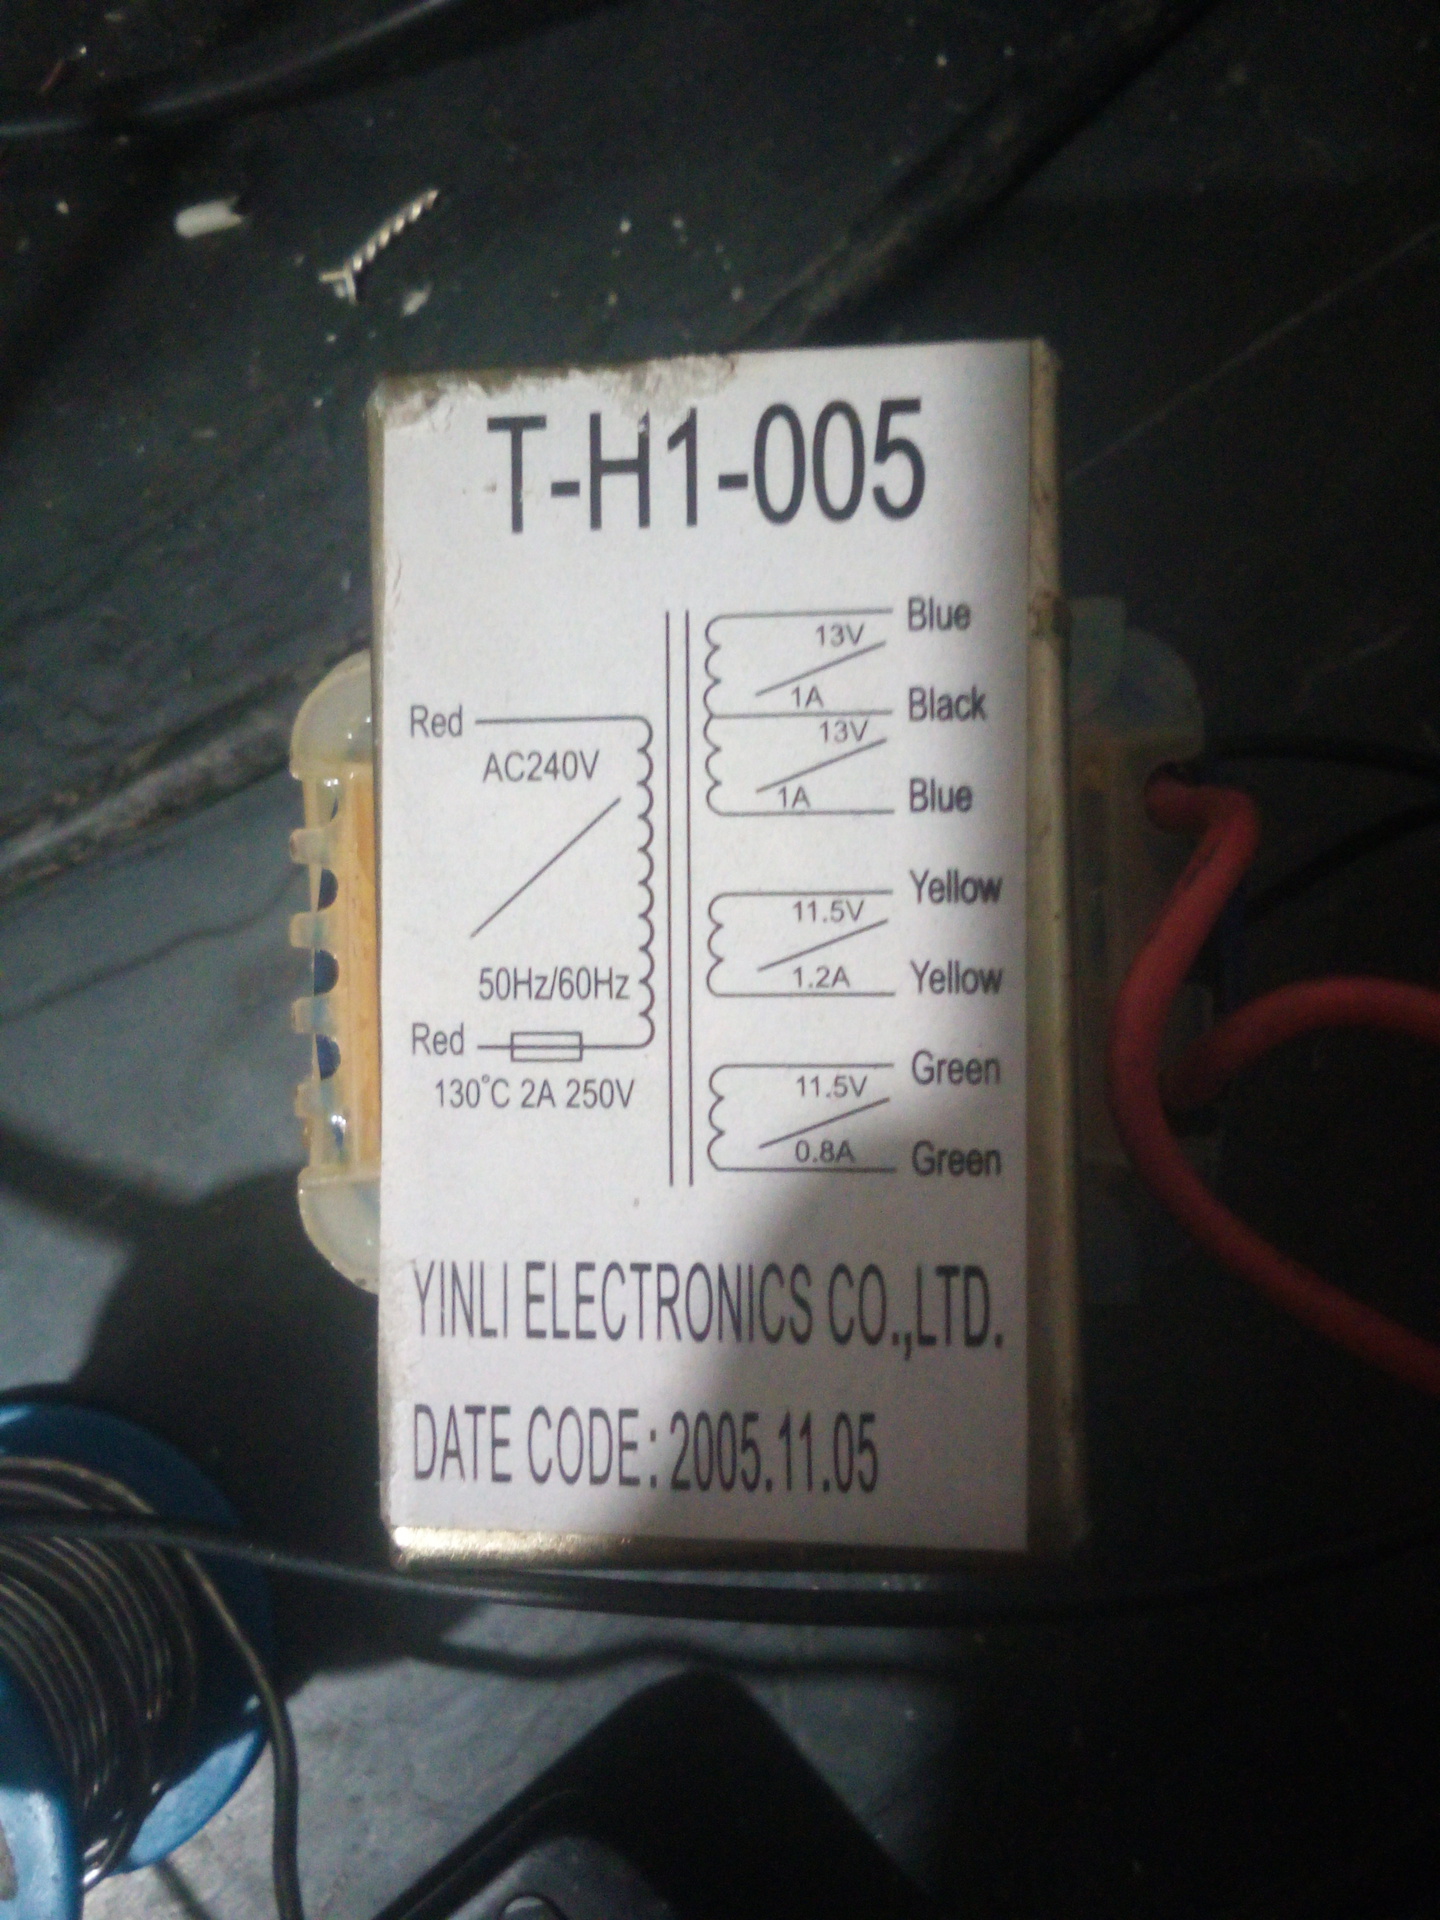 T-H1-005
Blue
13V
1A
Black
13V
1A
Blue
Red
AC240V
50Hz/60Hz
Red
130°C 2A 250V
Yellow
11.5V
1.2A
Yellow
Green
11.5V
0.8A
Green
YINLI ELECTRONICS CO.,LTD.
DATE CODE: 2005.11.05